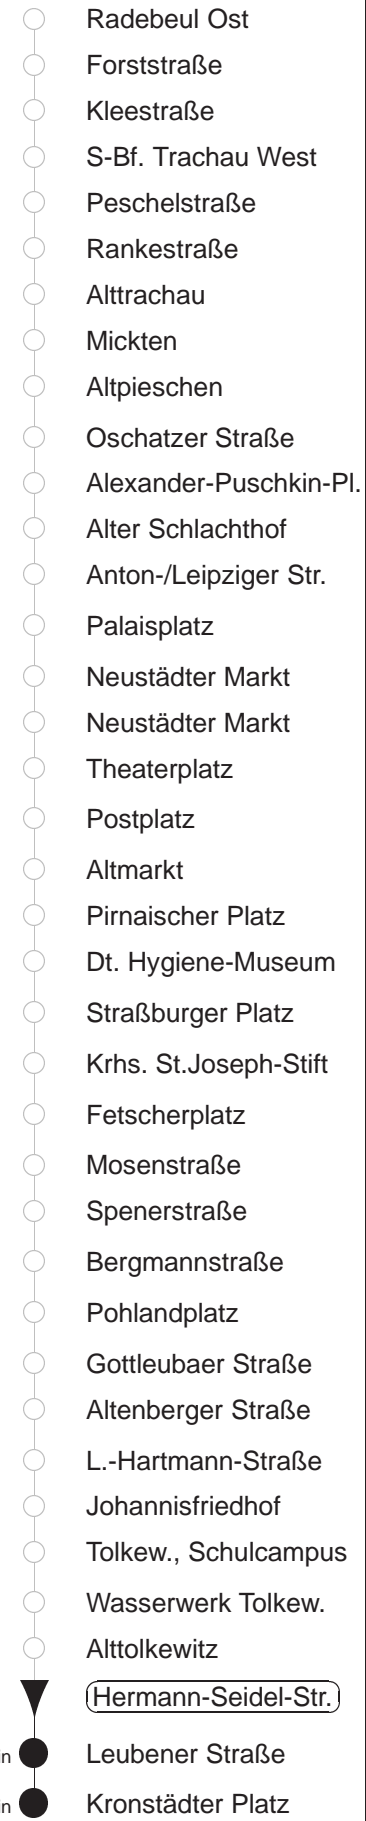 Radebeul Ost
Forststraße
Kleestraße
S-Bf. Trachau West
Peschelstraße
Rankestraße
Alttrachau
Mickten
Altpieschen
Oschatzer Straße
Alexander-Puschkin-Pl.
Alter Schlachthof
Anton-/Leipziger Str.
Palaisplatz
Neustädter Markt
Neustädter Markt
Theaterplatz
Postplatz
Altmarkt
Pirnaischer Platz
Dt. Hygiene-Museum
Straßburger Platz
Krhs. St.Joseph-Stift
Fetscherplatz
Mosenstraße
Spenerstraße
Bergmannstraße
Pohlandplatz
Gottleubaer Straße
Altenberger Straße
L.-Hartmann-Straße
Johannisfriedhof
Tolkew., Schulcampus
Wasserwerk Tolkew.
Alttolkewitz
Hermann-Seidel-Str.
Leubener Straße
Kronstädter Platz